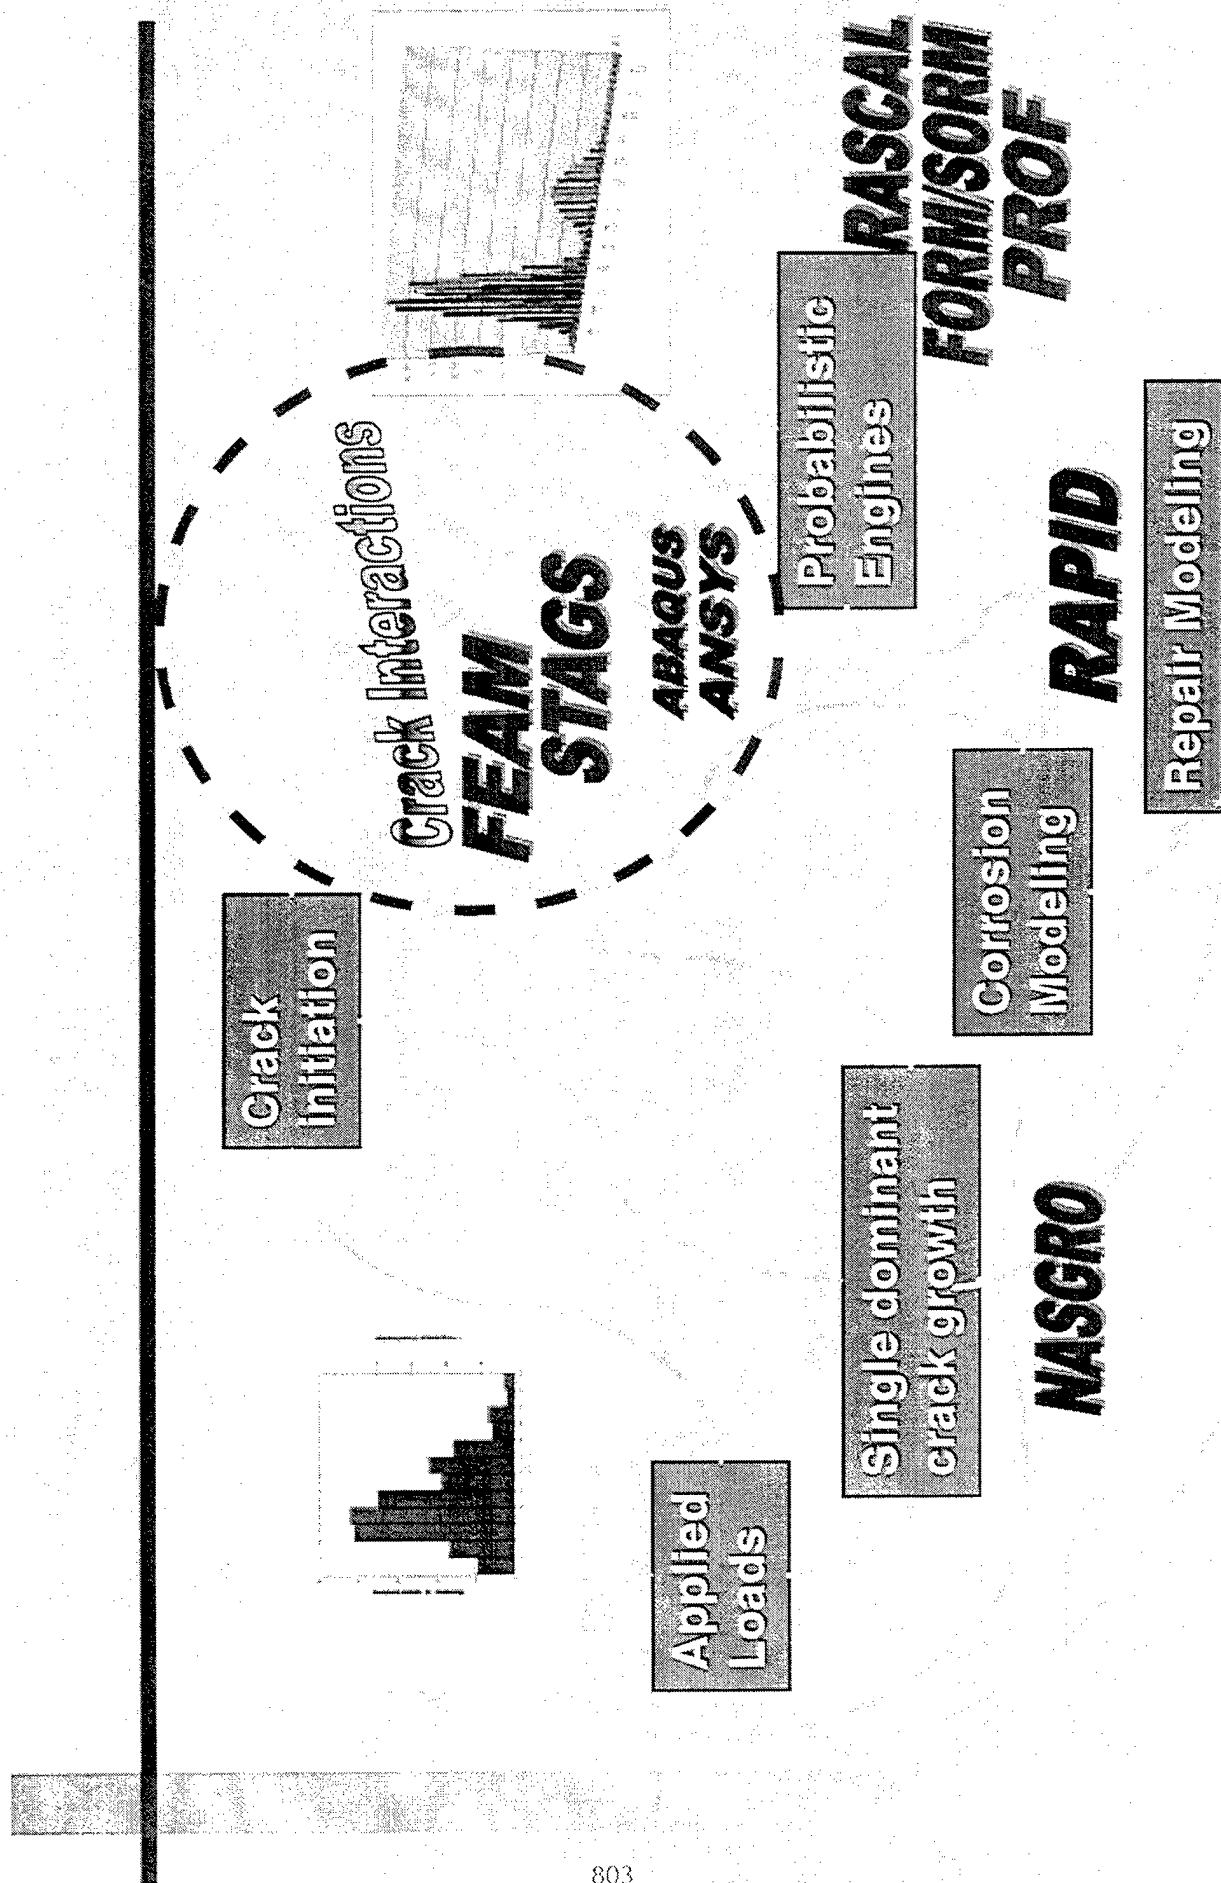 Crack
initiation
Crack Interactions
FEAM
STAGS
ABAQUS
ANSYS
Applied
Loads
Single dominant
crack growth
NASGRO
Corrosion
Modeling
Probabilistic
Engines
RASCAL
FORM/SORM
PROF
RAPID
Repair Modeling
803